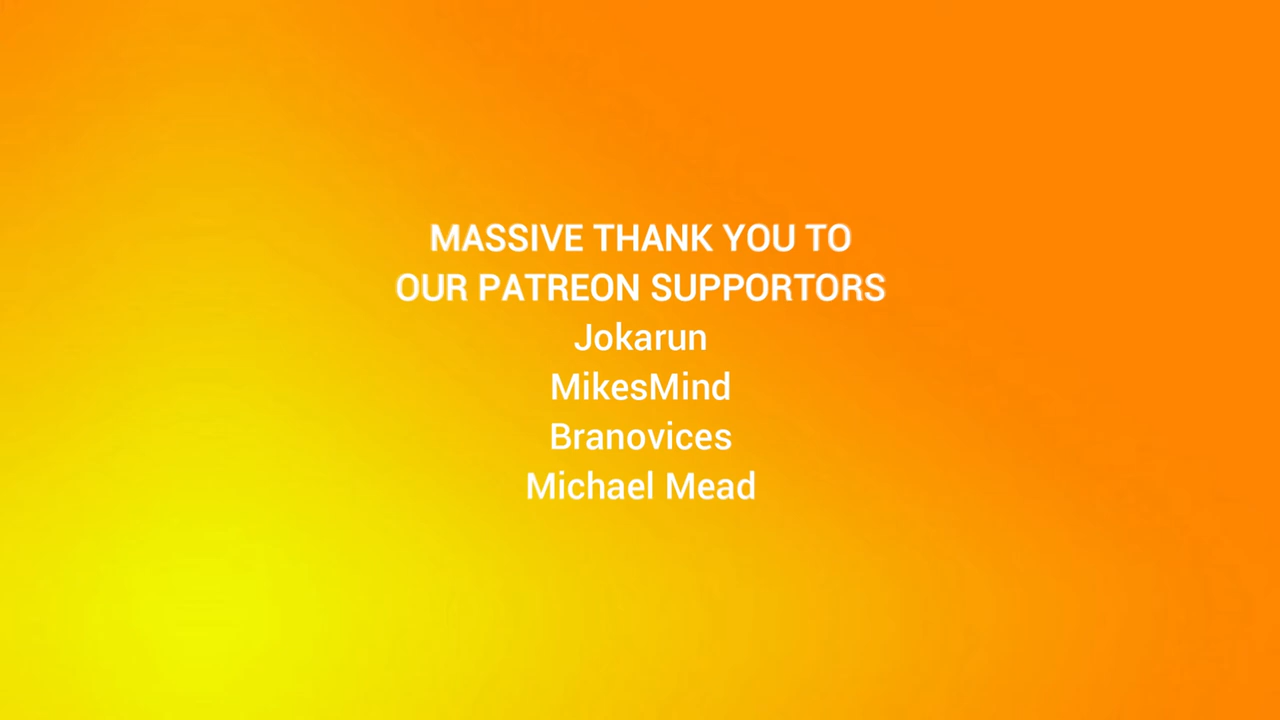 MASSIVE THANK YOU TO
OUR PATREON SUPPORTORS
Jokarun
MikesMind
Branovices
Michael Mead